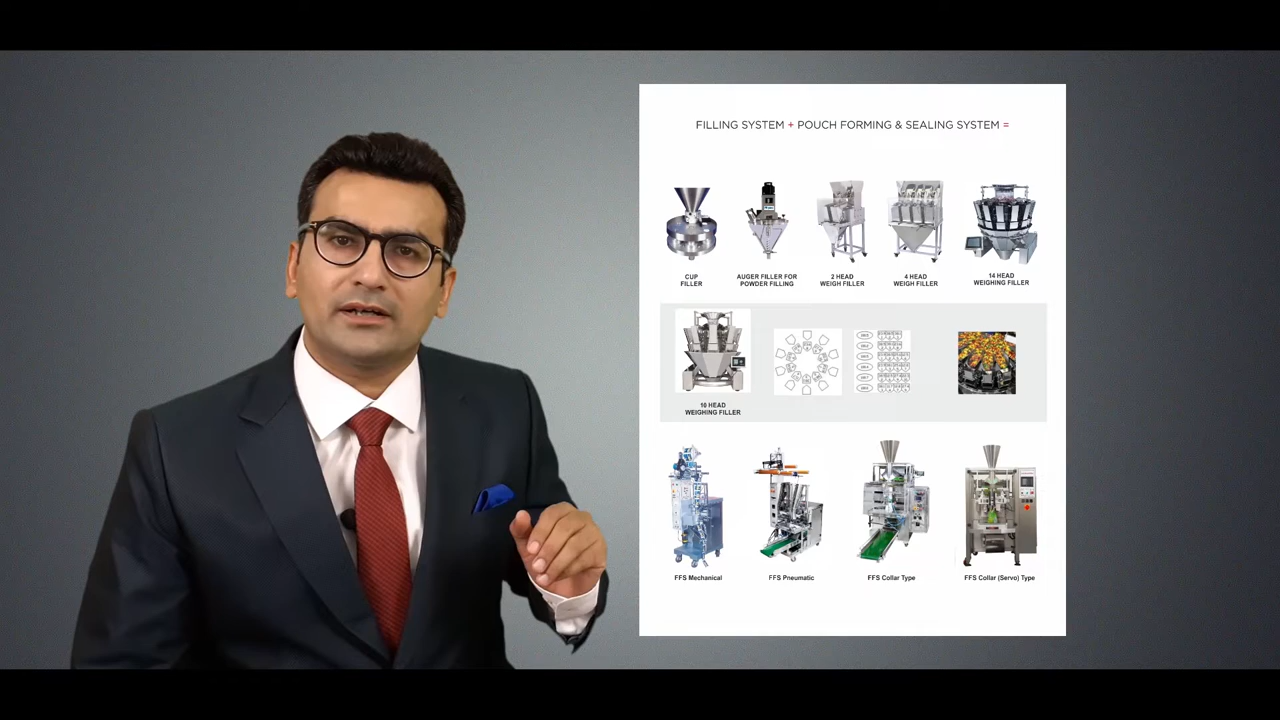 FILLING SYSTEM + POUCH FORMING & SEALING SYSTEM =
CUP
FILLER
AUGER FILLER FOR
POWDER FILLING
2 HEAD
WEIGH FILLER
4 HEAD
WEIGH FILLER
14 HEAD
WEIGHING FILLER
10 HEAD
WEIGHING FILLER
FFS Mechanical
FFS Pneumatic
FFS Collar Type
FFS Collar (Servo) Type